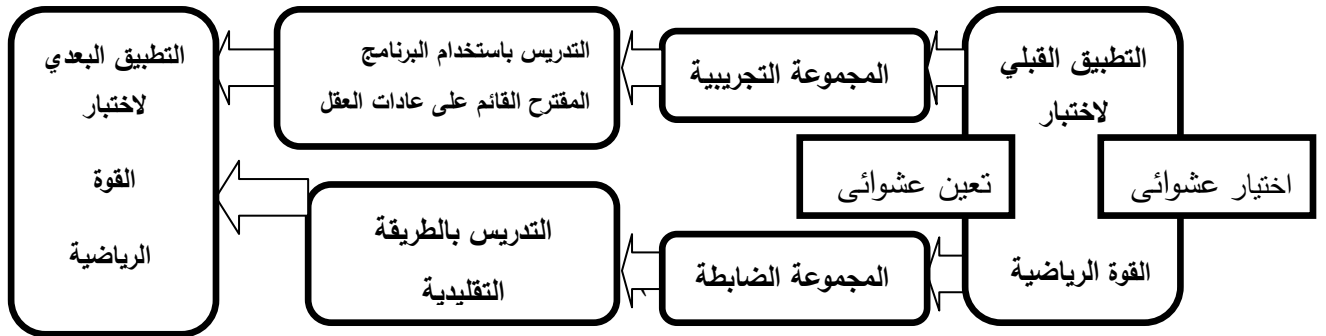 التطبيق القبلي
لاختبار
القوة الرياضية
اختيار عشوائى
تعين عشوائى
المجموعة التجريبية
المجموعة الضابطة
التدريس باستخدام البرنامج
المقترح القائم على عادات العقل
التدريس بالطريقة
التقليدية
التطبيق البعدي
لاختبار
القوة
الرياضية